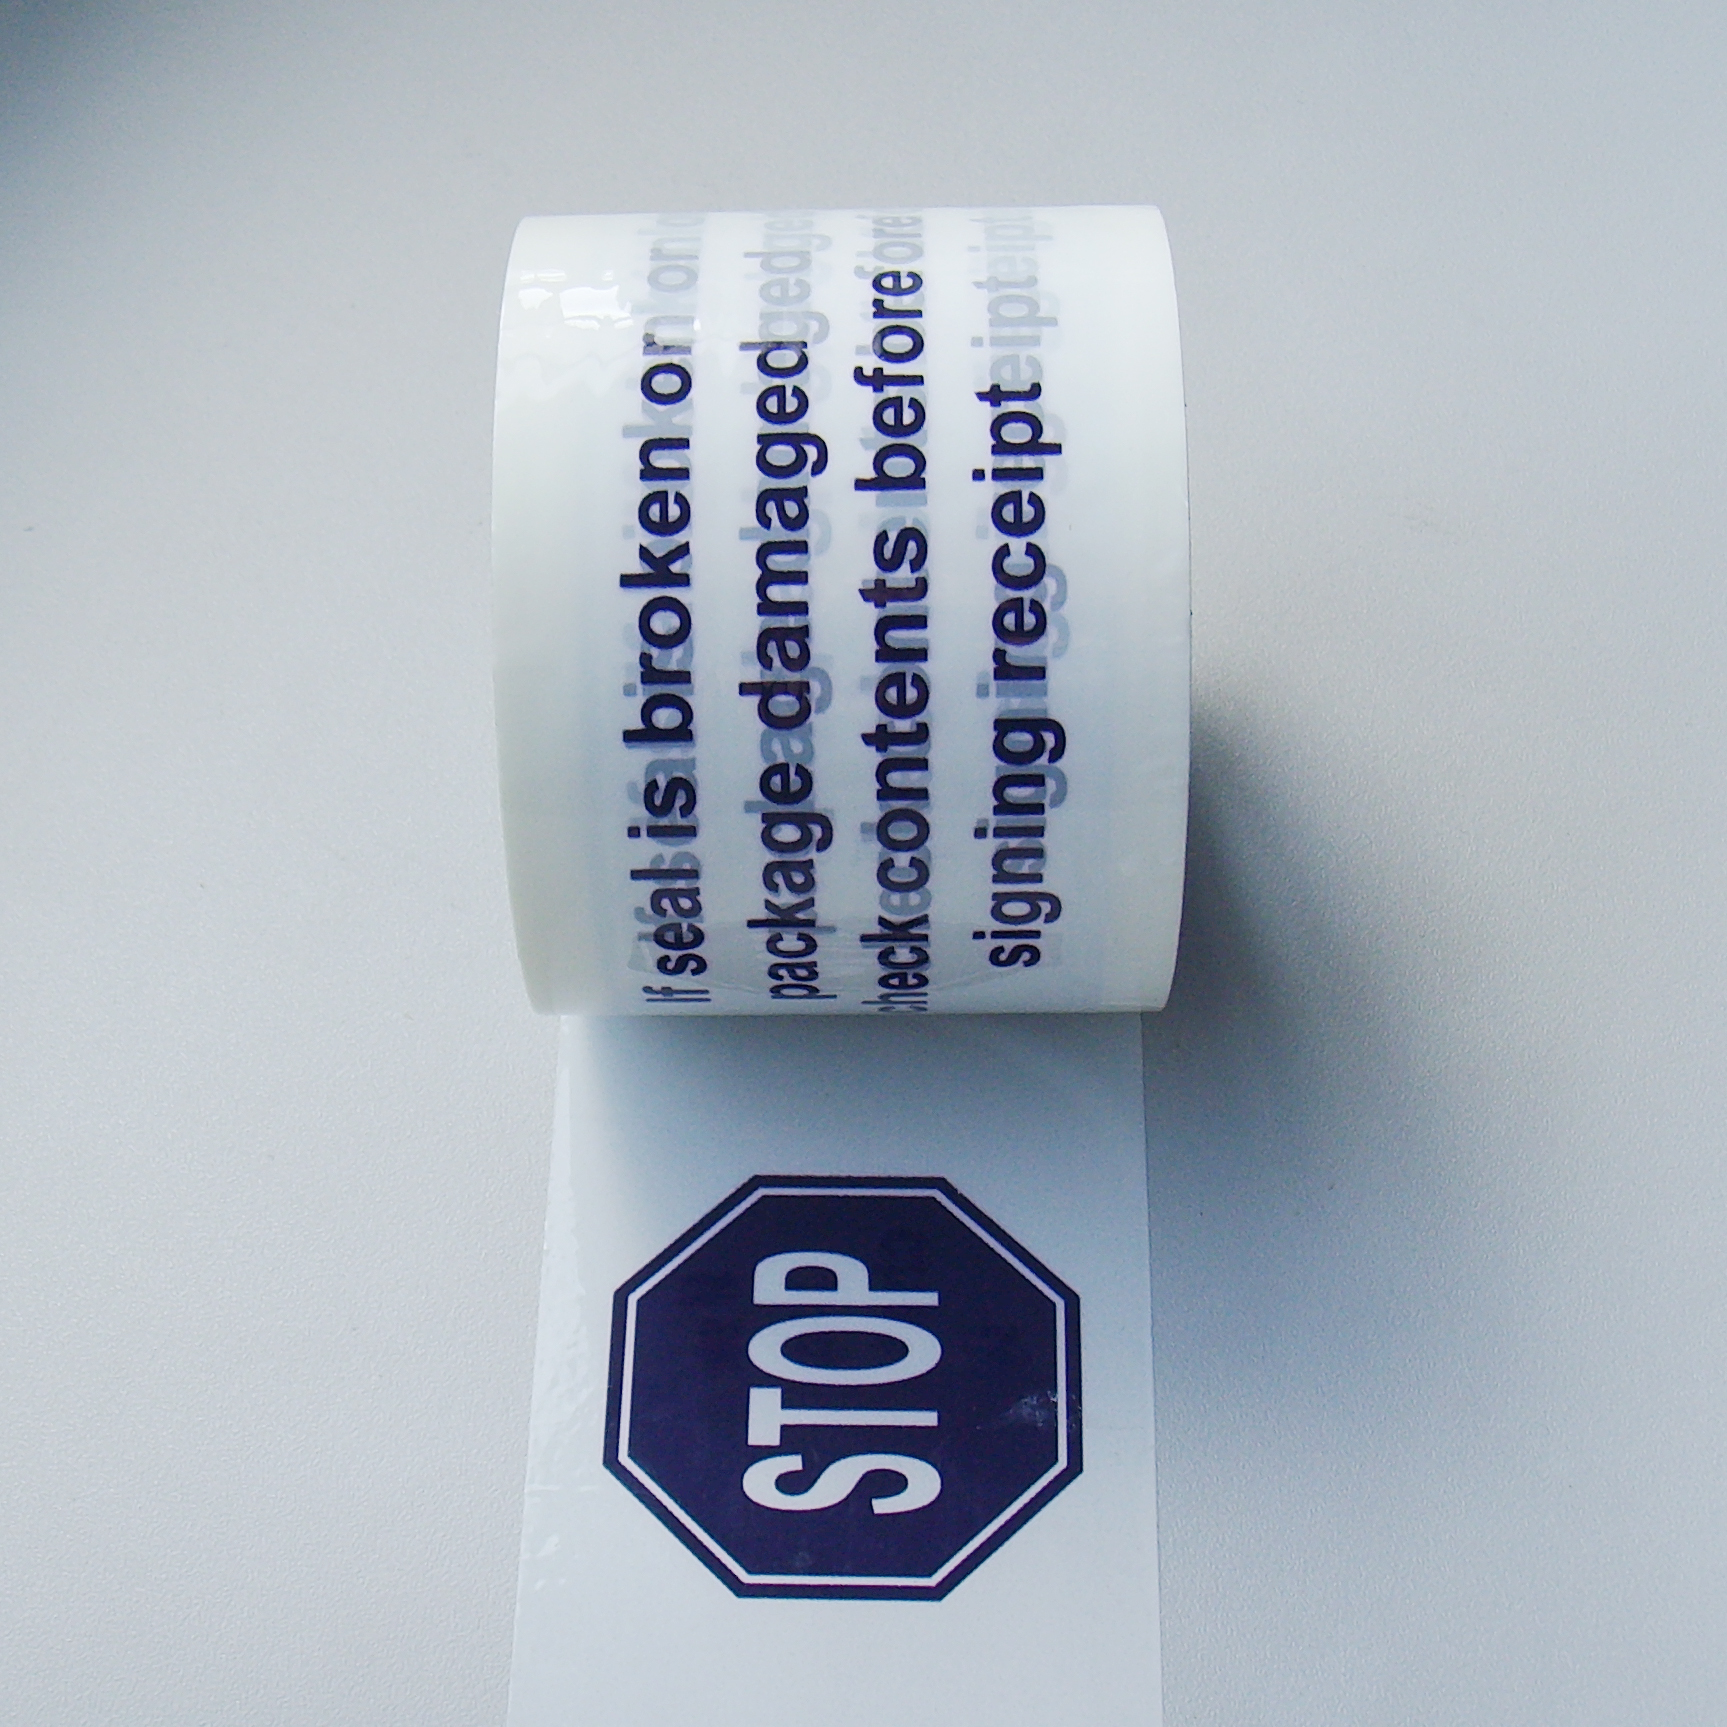 STOP
If seal is broken or
package damaged
check contents before
signing receipt